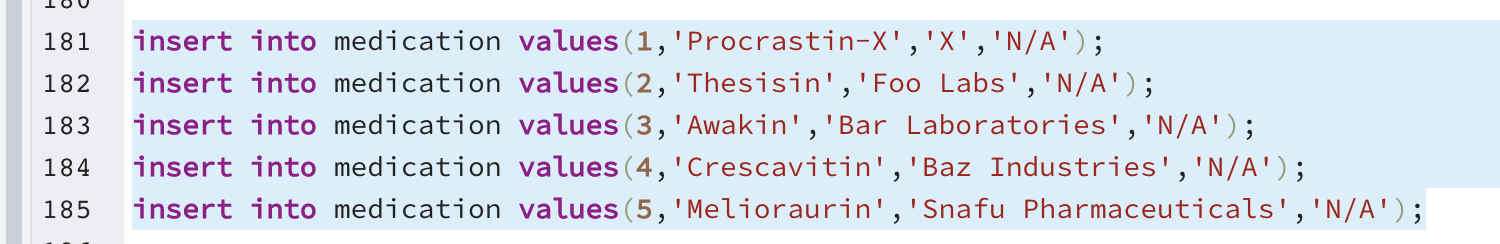 180
181 insert into medication values(1,'Procrastin-X','X','N/A');
182 insert into medication values(2,'Thesisin','Foo Labs','N/A');
183 insert into medication values(3,'Awakin','Bar Laboratories','N/A');
184 insert into medication values(4,'Crescavitin','Baz Industries','N/A');
185 insert into medication values(5,'Melioraurin','Snafu Pharmaceuticals','N/A');